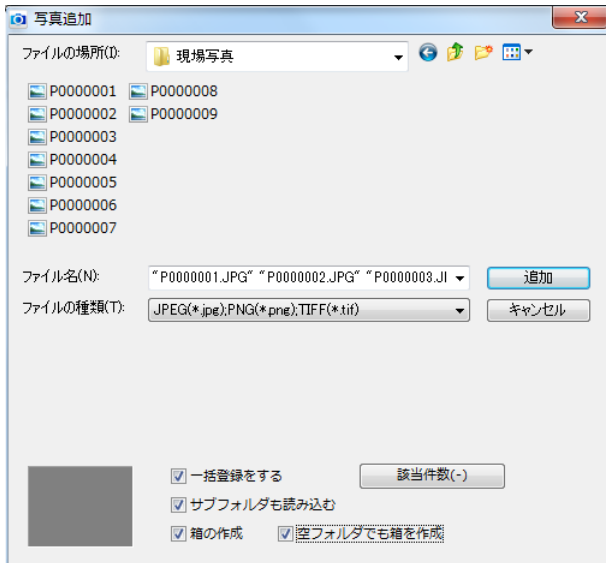 写真追加
ファイルの場所(I):
現場写真
P0000001 P0000008
P0000002 P0000009
P0000003
P0000004
P0000005
P0000006
P0000007
ファイル名(N):
"P0000001.JPG" "P0000002.JPG" "P0000003.JI
追加
ファイルの種類(T):
JPEG(*.jpg);PNG(*.png);TIFF(*.tif)
キャンセル
一括登録をする
該当件数(-)
サブフォルダも読み込む
箱の作成 空フォルダでも箱を作成